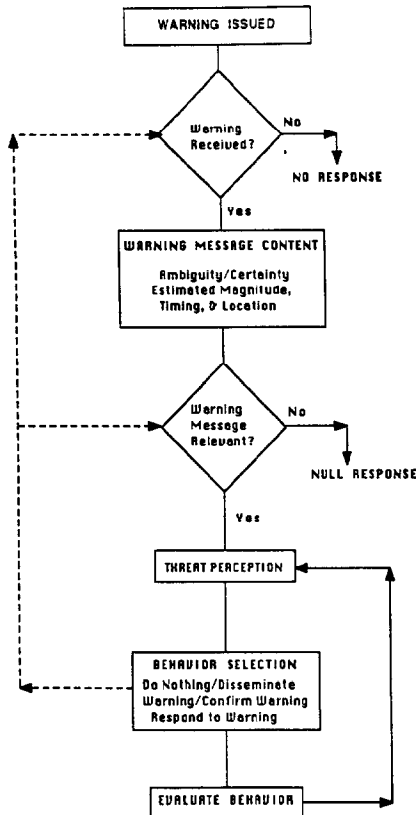 WARNING ISSUED
Warning
Received?
No
NO RESPONSE
Yes
WARNING MESSAGE CONTENT
Ambiguity/Certainty
Estimated Magnitude,
Timing, & Location
Warning
Message
Relevant?
No
NULL RESPONSE
Yes
THREAT PERCEPTION
BEHAVIOR SELECTION
Do Nothing/Disseminate
Warning/Confirm Warning
Respond to Warning
EVALUATE BEHAVIOR